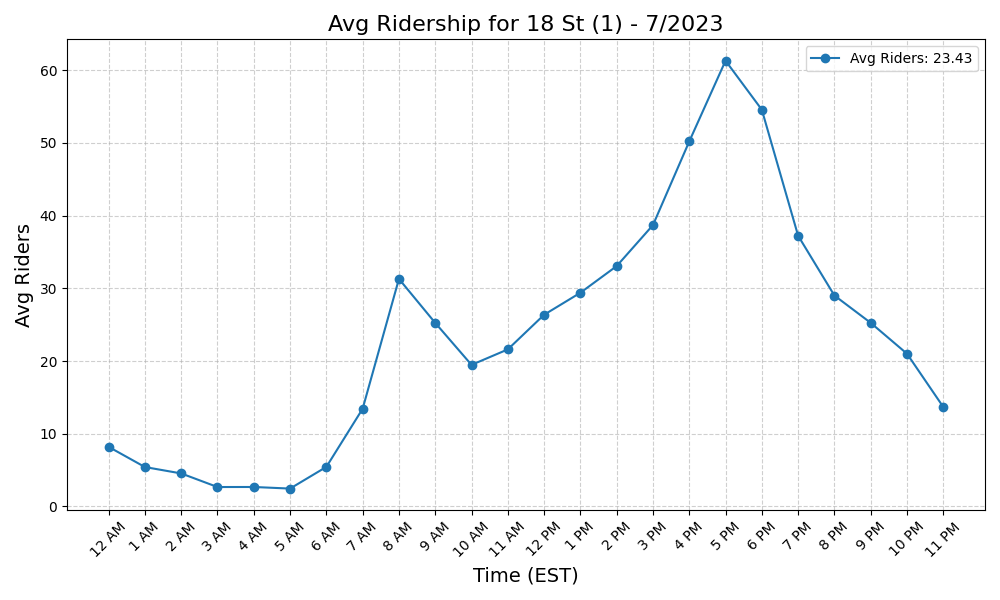 Avg Ridership for 18 St (1) - 7/2023
Avg Riders: 23.43
Avg Riders
60
50
40
30
20
10
0
12 AM
1 AM
2 AM
3 AM
4 AM
5 AM
6 AM
7 AM
8 AM
9 AM
10 AM
11 AM
12 PM
1 PM
2 PM
3 PM
4 PM
5 PM
6 PM
7 PM
8 PM
9 PM
10 PM
11 PM
Time (EST)